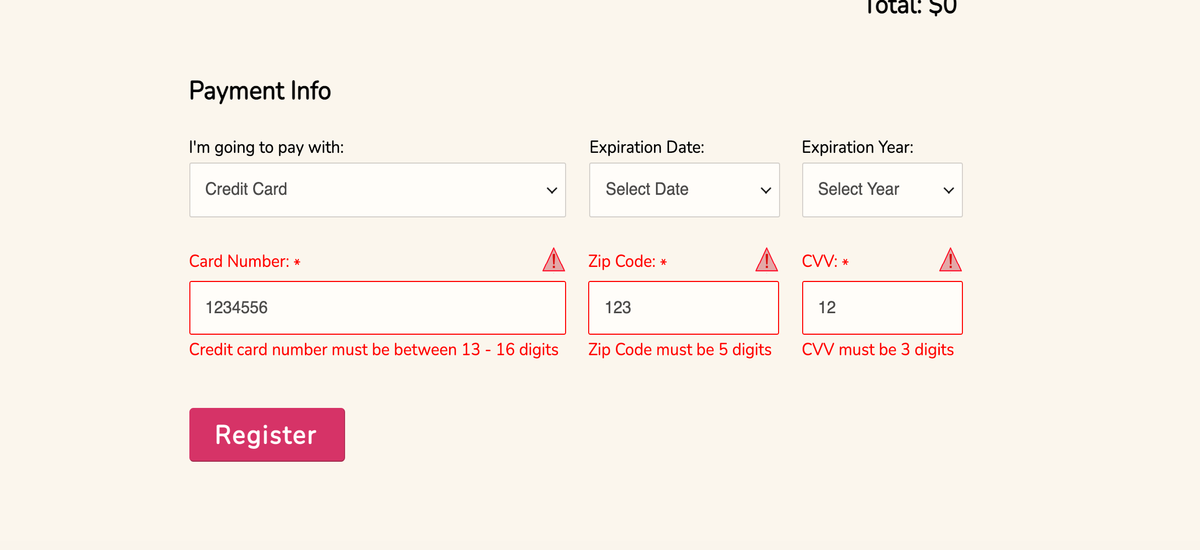 Total: $0
Payment Info
I'm going to pay with:
Expiration Date:
Expiration Year:
Credit Card
Select Date
Select Year
Card Number: *
Zip Code: *
CVV: *
1234556
123
12
Credit card number must be between 13 - 16 digits
Zip Code must be 5 digits
CVV must be 3 digits
Register